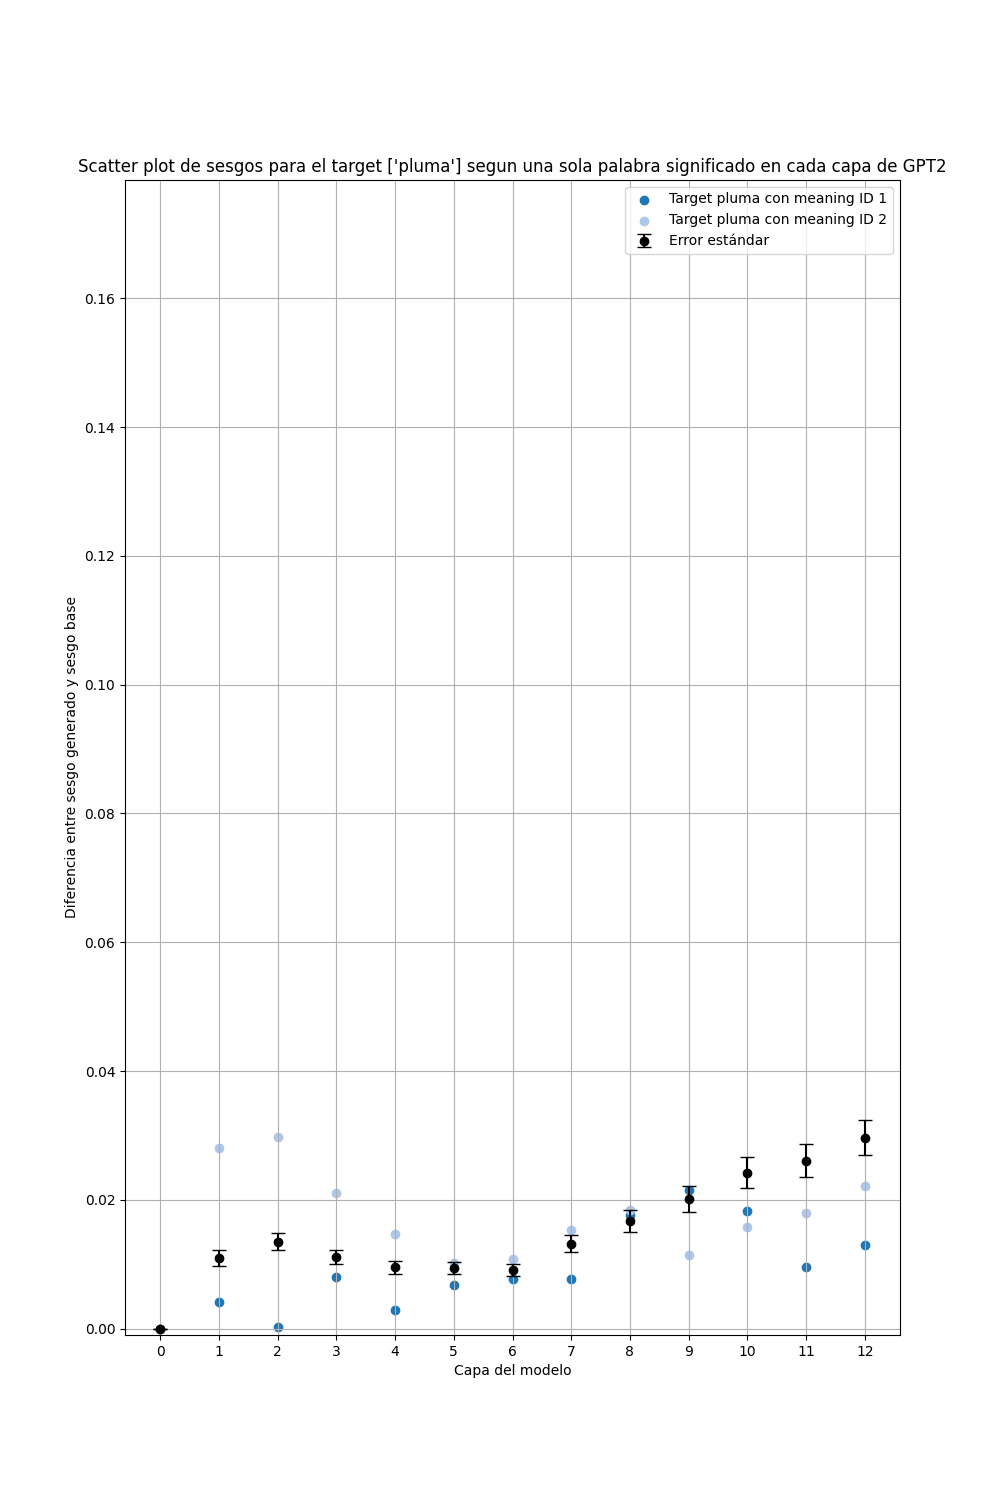 Scatter plot de sesgos para el target ['pluma'] segun una sola palabra significado en cada capa de GPT2
Target pluma con meaning ID 1
Target pluma con meaning ID 2
Error estándar
0.16
0.14
0.12
0.10
0.08
0.06
0.04
0.02
0.00
Diferencia entre sesgo generado y sesgo base
0 1 2 3 4 5 6 7 8 9 10 11 12
Capa del modelo